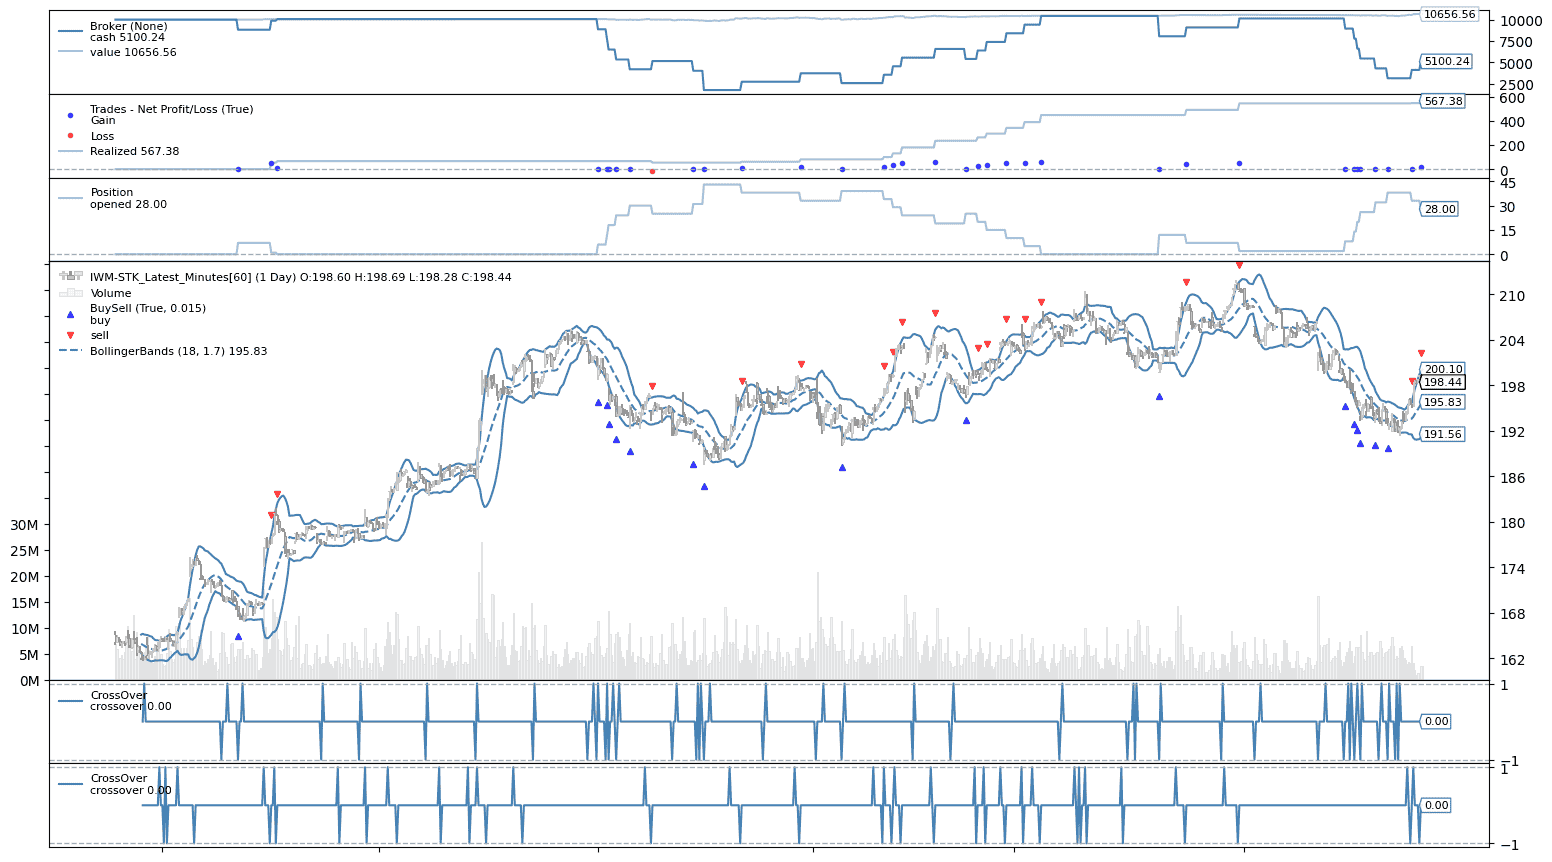 Broker (None)
cash 5100.24
value 10656.56
10656.56
10000
7500
5000
2500
5100.24
Trades - Net Profit/Loss (True)
Gain
Loss
Realized 567.38
600
567.38
400
200
0
Position
opened 28.00
45
30
15
0
28.00
IWM-STK_Latest_Minutes[60] (1 Day) O:198.60 H:198.69 L:198.28 C:198.44
Volume
BuySell (True, 0.015)
buy
sell
BollingerBands (18, 1.7) 195.83
210
204
198
192
186
180
174
168
162
200.10
198.44
195.83
191.56
30M
25M
20M
15M
10M
5M
0M
CrossOver
crossover 0.00
1
0.00
−1
CrossOver
crossover 0.00
1
0.00
−1